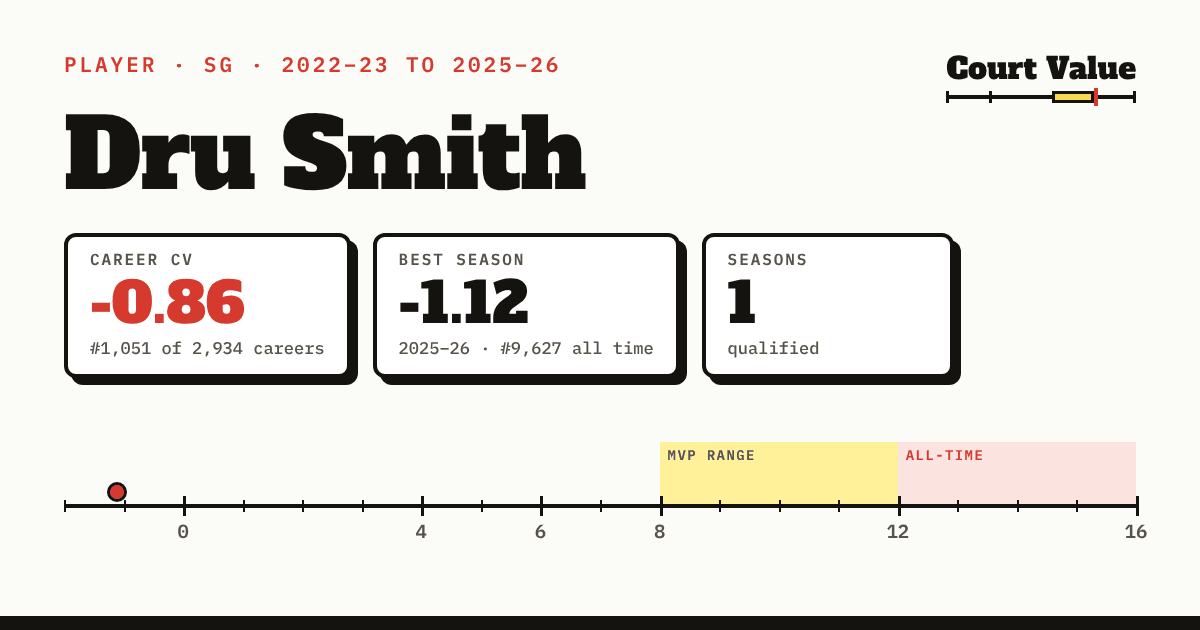 PLAYER · SG · 2022–23 TO 2025–26
Court Value
Dru Smith
CAREER CV
-0.86
#1,051 of 2,934 careers
BEST SEASON
-1.12
2025–26 · #9,627 all time
SEASONS
1
qualified
MVP RANGE
ALL-TIME
0 4 6 8 12 16